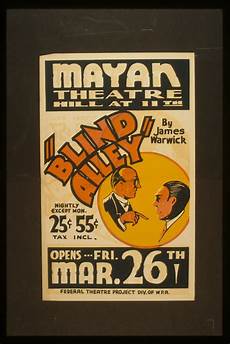 MAYAN
THEATRE
HILL AT 11TH
"BLIND
ALLEY"
By
James
Warwick
NIGHTLY
EXCEPT MON.
25¢ 55¢
TAX INCL.
OPENS---FRI.
MAR. 26TH
FEDERAL THEATRE PROJECT DIV. OF W.P.A.